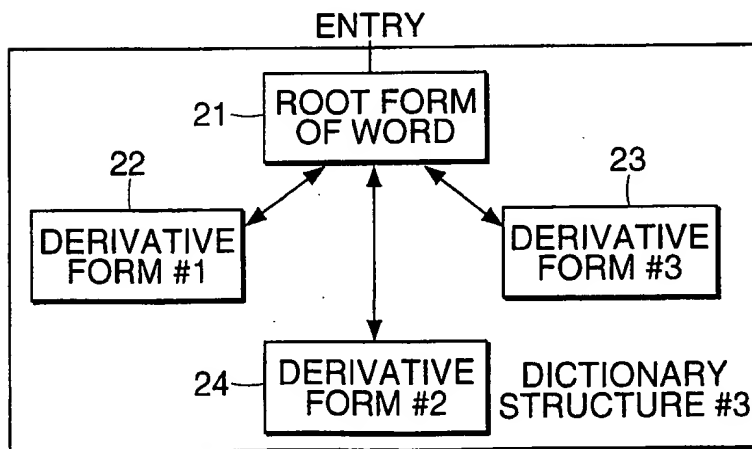 ENTRY
21
ROOT FORM
OF WORD
22
23
DERIVATIVE
FORM #1
DERIVATIVE
FORM #3
24
DERIVATIVE
FORM #2
DICTIONARY
STRUCTURE #3